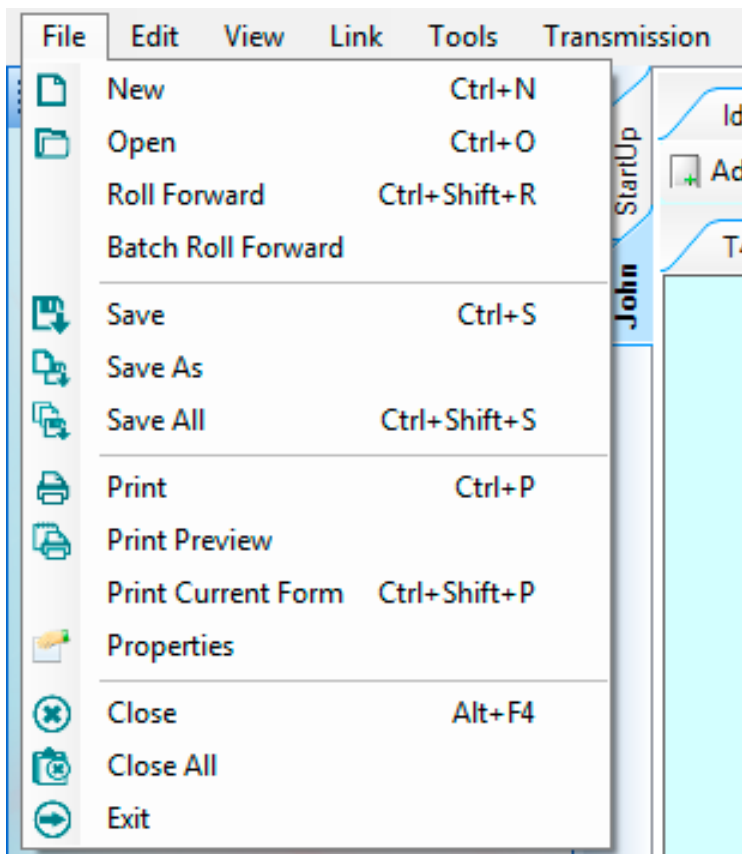 File Edit View Link Tools Transmission
New Ctrl+N
Open Ctrl+O
Roll Forward Ctrl+Shift+R
Batch Roll Forward
Save Ctrl+S
Save As
Save All Ctrl+Shift+S
Print Ctrl+P
Print Preview
Print Current Form Ctrl+Shift+P
Properties
Close Alt+F4
Close All
Exit
StartUp
John